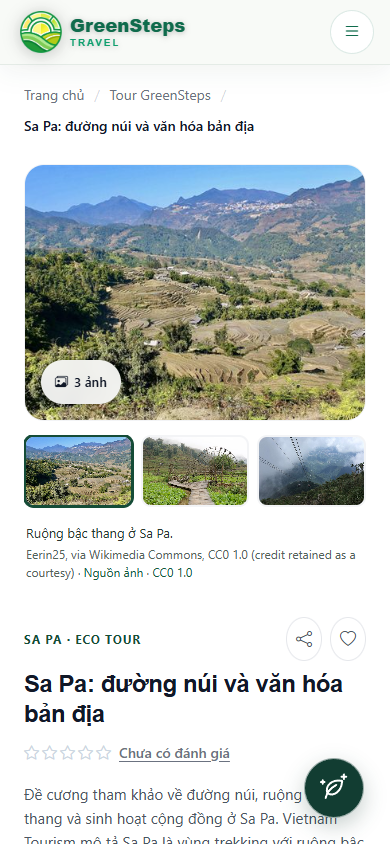 GreenSteps
TRAVEL
Trang chủ / Tour GreenSteps /
Sa Pa: đường núi và văn hóa bản địa
3 ảnh
Ruộng bậc thang ở Sa Pa.
Eerin25, via Wikimedia Commons, CC0 1.0 (credit retained as a
courtesy) · Nguồn ảnh · CC0 1.0
SA PA · ECO TOUR
Sa Pa: đường núi và văn hóa
bản địa
Chưa có đánh giá
Đề cương tham khảo về đường núi, ruộng
thang và sinh hoạt cộng đồng ở Sa Pa. Vietnam
Tourism mô tả Sa Pa là vùng trekking với ruộng bậc